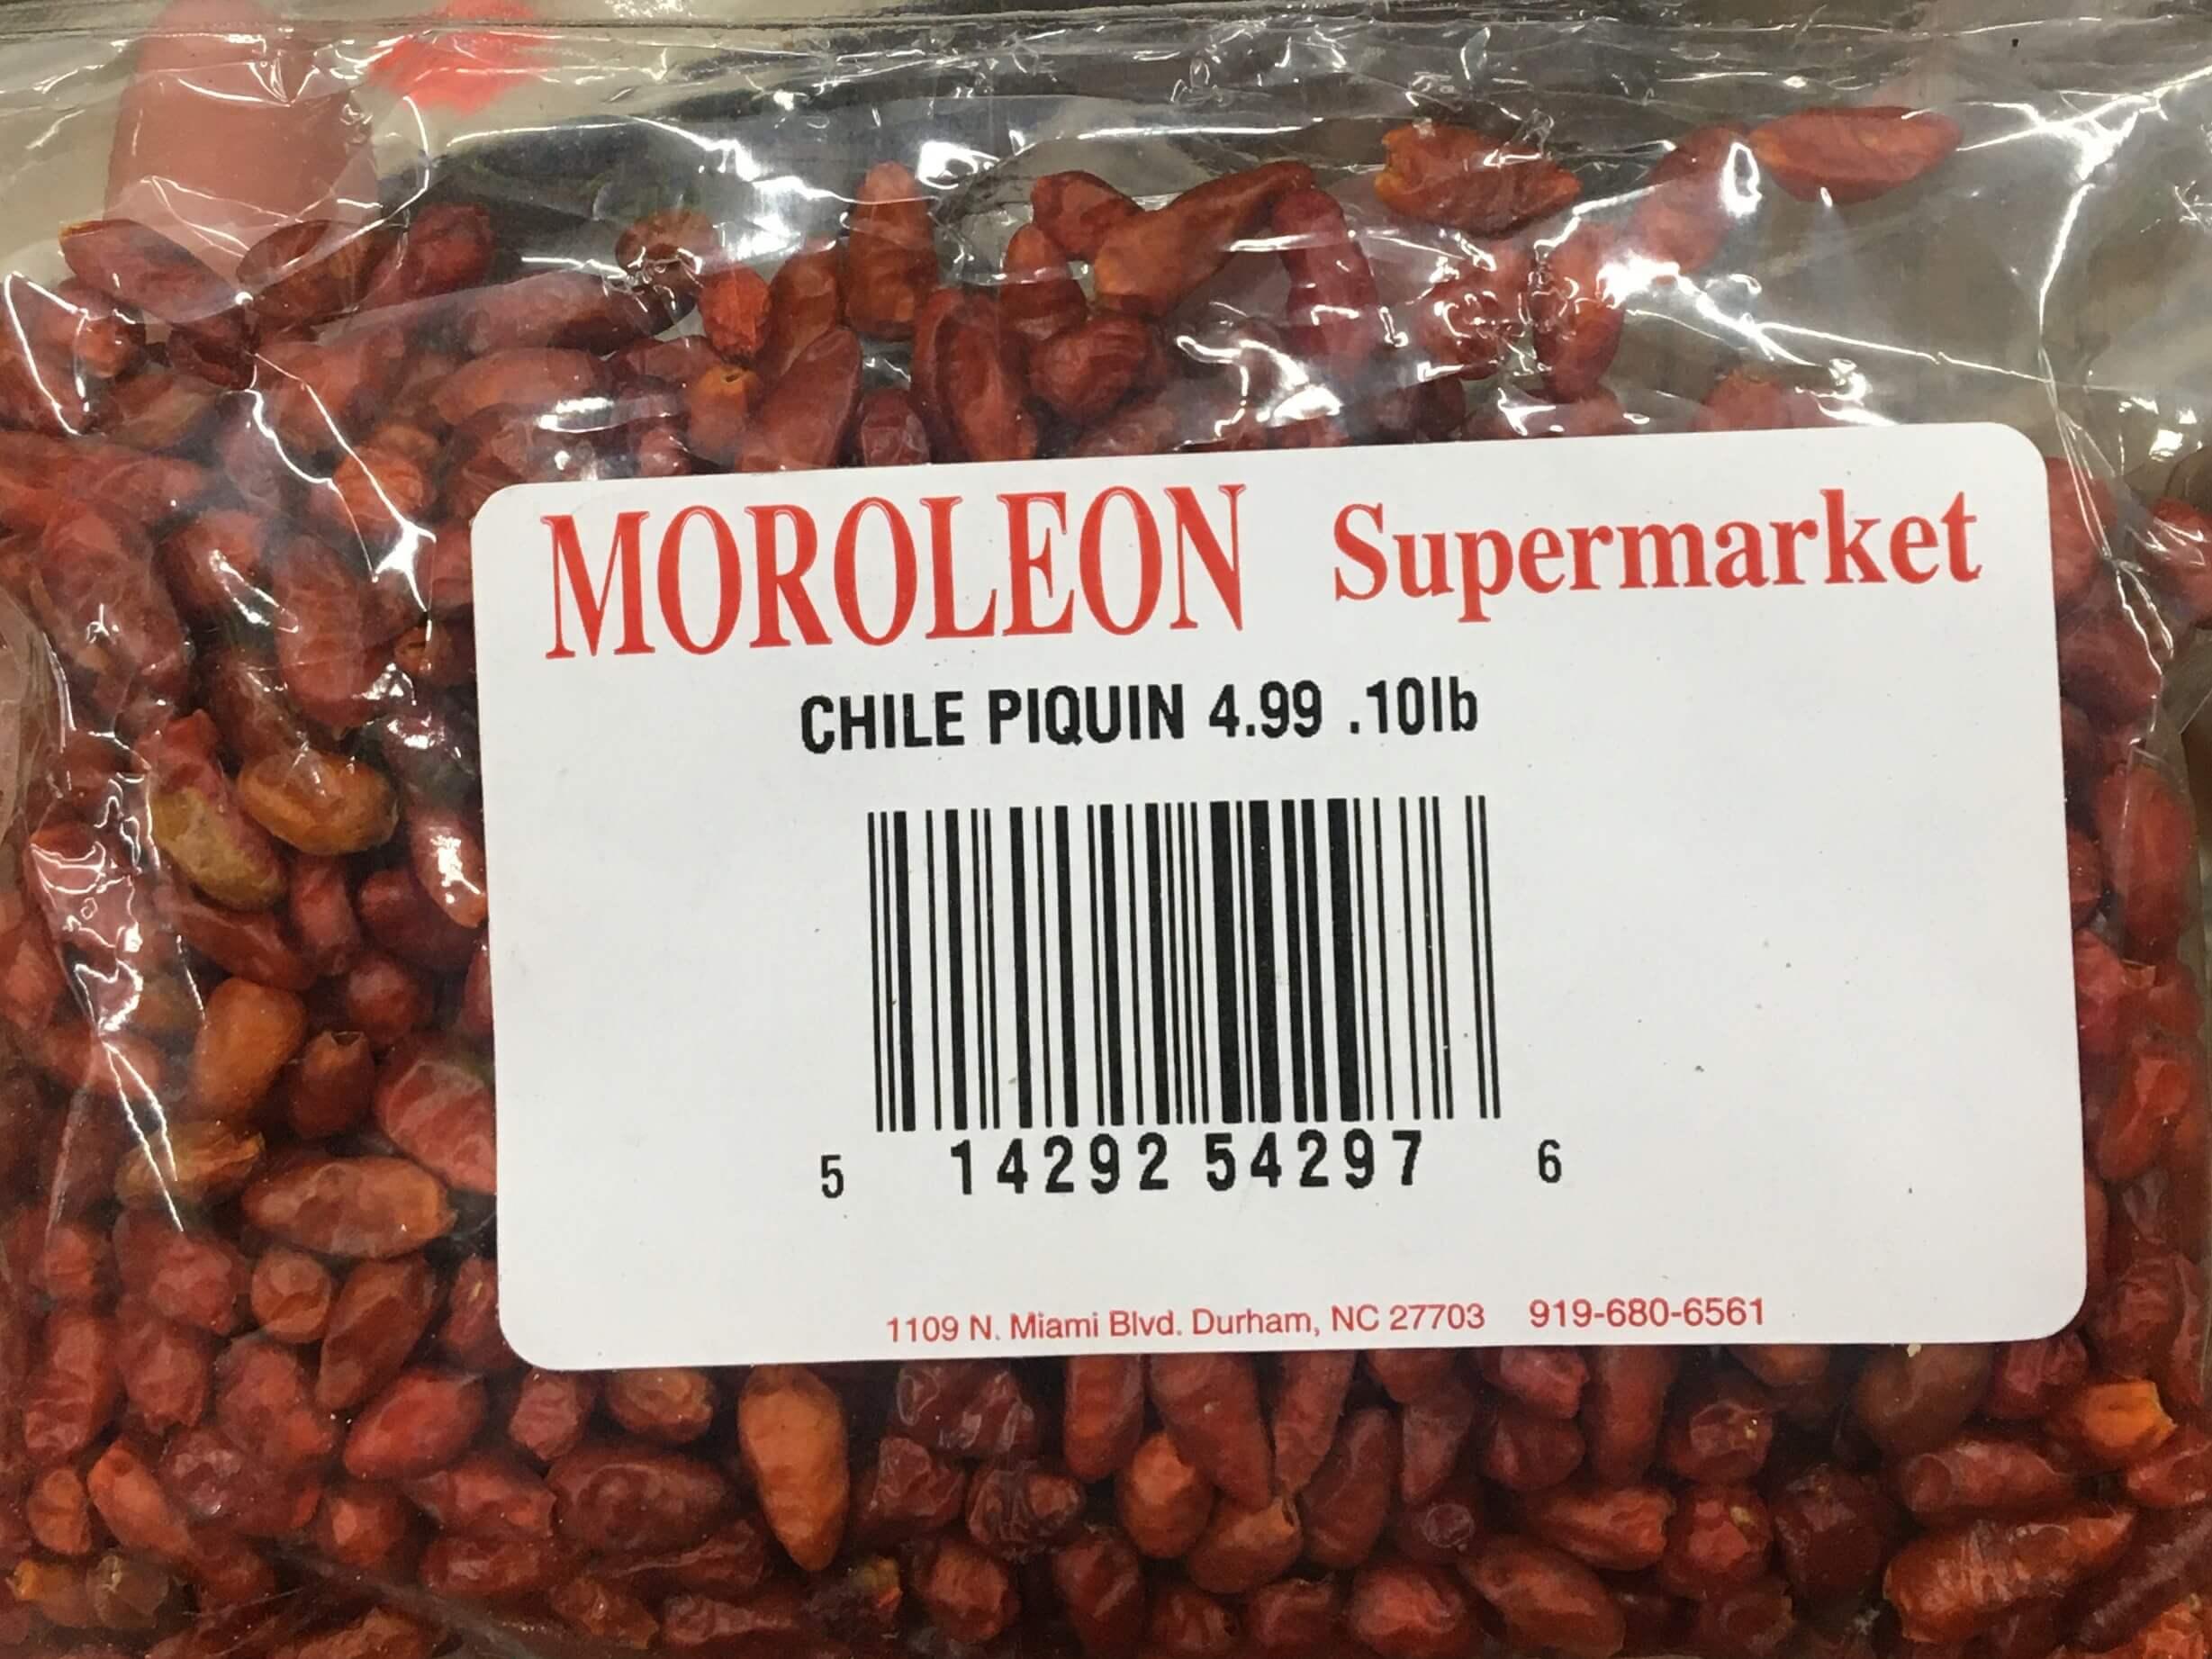 MOROLEON Supermarket
CHILE PIQUIN 4.99 .10lb
5 14292 54297 6
1109 N. Miami Blvd. Durham, NC 27703 919-680-6561